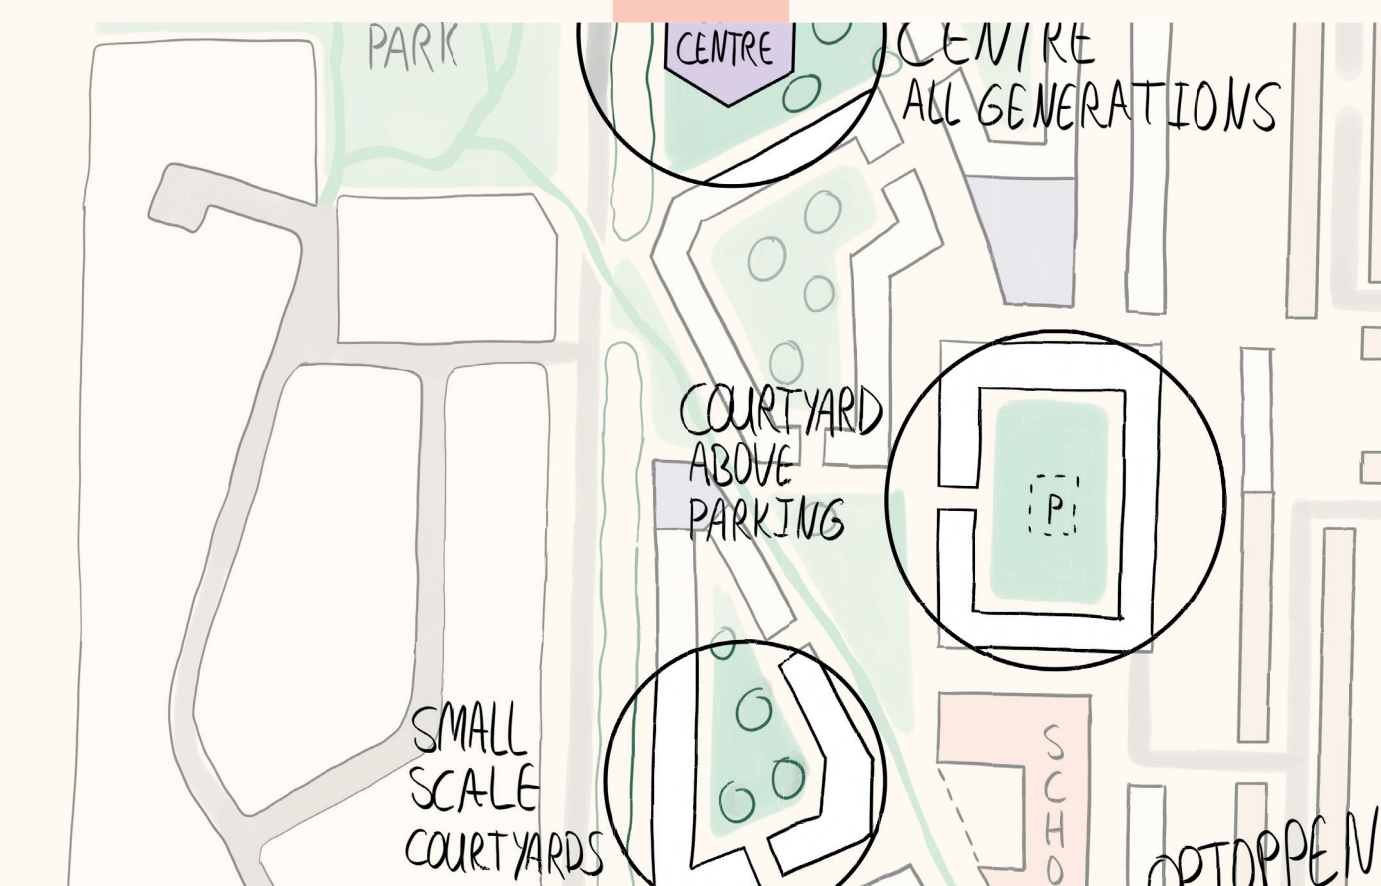 PARK
CENTRE
CENTRE
ALL GENERATIONS
COURTYARD
ABOVE
PARKING
P
SMALL
SCALE
COURTYARDS
SCHO
OPTOPPEN